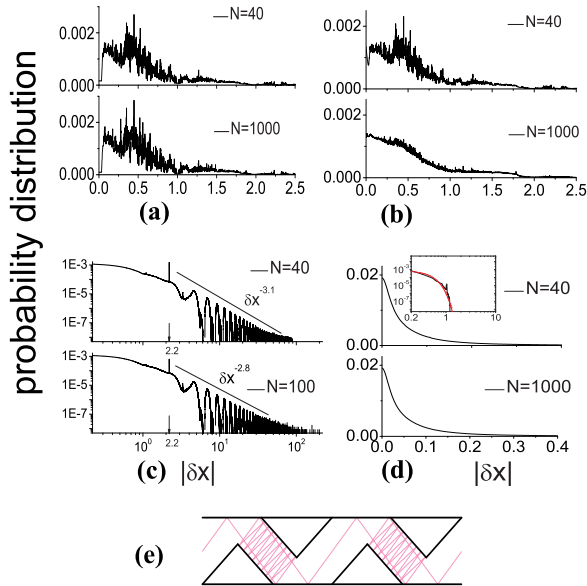 probability distribution
0.002
0.000
N=40
0.002
0.000
N=1000
0.0 0.5 1.0 1.5 2.0 2.5
(a)
0.002
0.000
N=40
0.002
0.000
N=1000
0.0 0.5 1.0 1.5 2.0 2.5
(b)
1E-3
1E-5
1E-7
N=40
δx^-3.1
2.2
1E-3
1E-5
1E-7
N=100
δx^-2.8
10^0 2.2 10^1 10^2
(c) |δx|
0.02
0.00
N=40
10^-3
10^-5
10^-7
0.2 1 10
0.02
0.00
N=1000
0.0 0.1 0.2 0.3 0.4
(d) |δx|
(e)